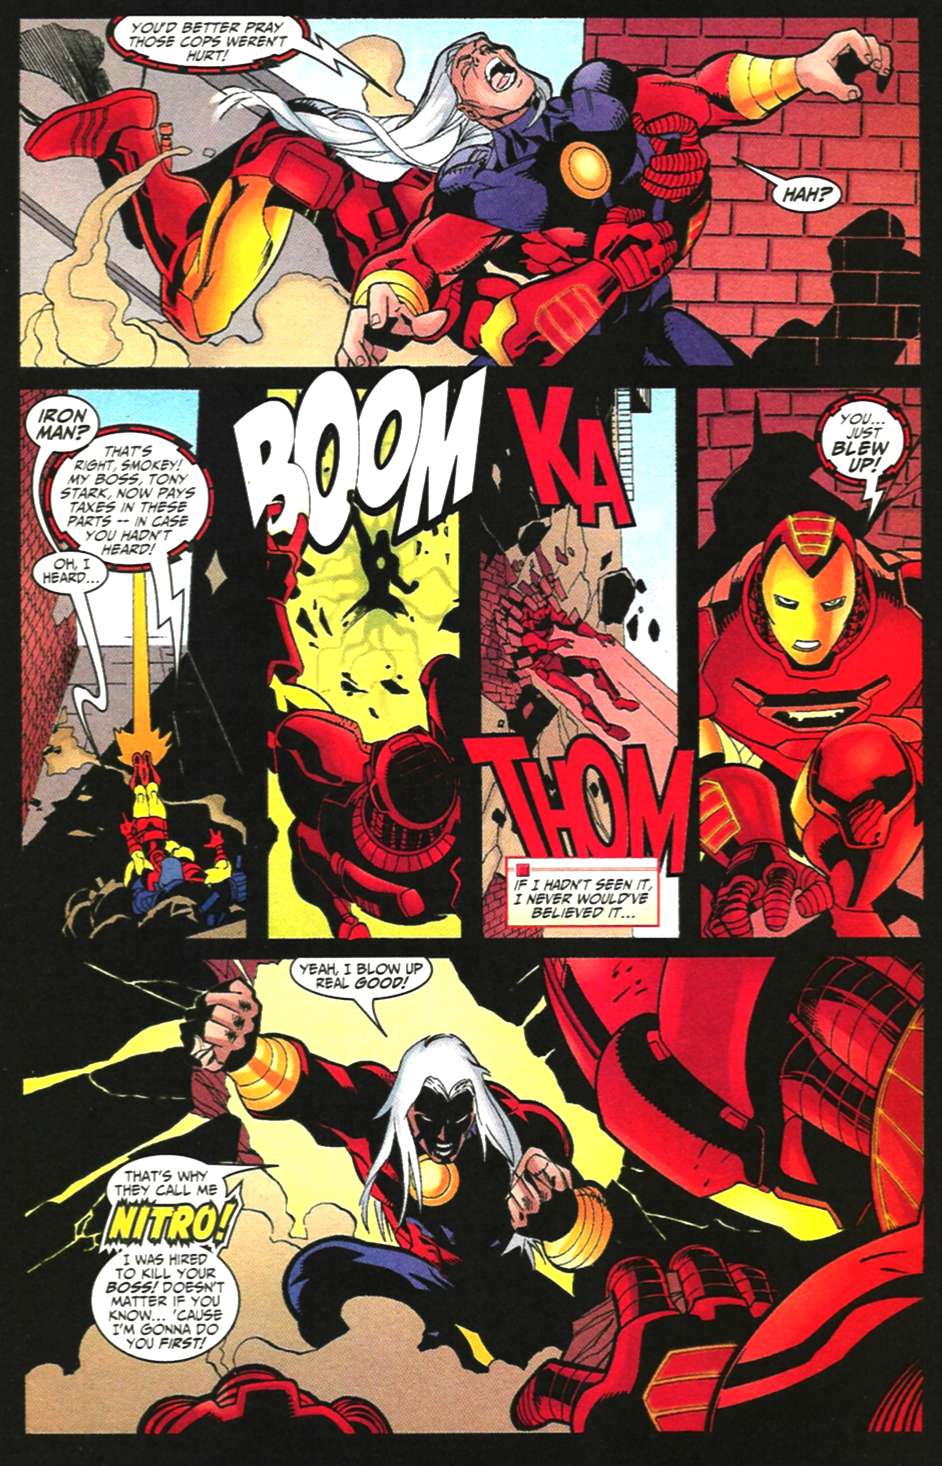 YOU'D BETTER PRAY
THOSE COPS WEREN'T
HURT!
HAH?
IRON
MAN?
THAT'S
RIGHT, SMOKEY!
MY BOSS, TONY
STARK, NOW PAYS
TAXES IN THESE
PARTS -- IN CASE
YOU HADN'T
HEARD!
OH, I
HEARD...
BOOM
KA
THOM
IF I HADN'T SEEN IT,
I NEVER WOULD'VE
BELIEVED IT...
YOU...
JUST
BLEW
UP!
YEAH, I BLOW UP
REAL GOOD!
THAT'S WHY
THEY CALL ME
NITRO!
I WAS HIRED
TO KILL YOUR
BOSS! DOESN'T
MATTER IF YOU
KNOW... 'CAUSE
I'M GONNA DO
YOU FIRST!